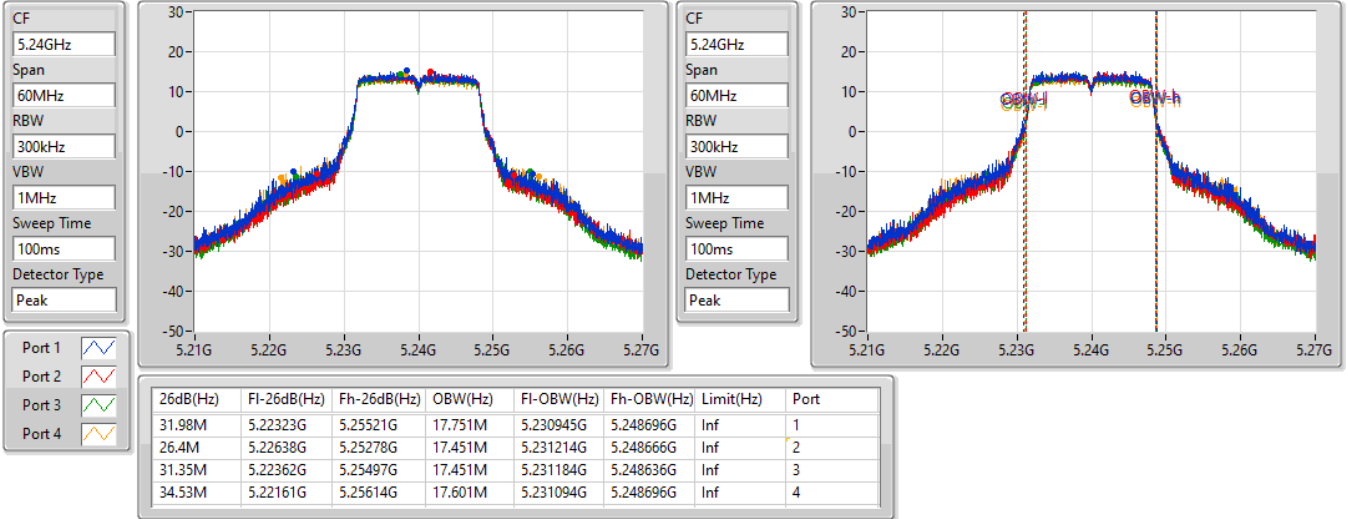 CF
5.24GHz
Span
60MHz
RBW
300kHz
VBW
1MHz
Sweep Time
100ms
Detector Type
Peak
30
20
10
0
-10
-20
-30
-40
-50
5.21G 5.22G 5.23G 5.24G 5.25G 5.26G 5.27G
CF
5.24GHz
Span
60MHz
RBW
300kHz
VBW
1MHz
Sweep Time
100ms
Detector Type
Peak
30
20
10
0
-10
-20
-30
-40
-50
OBW-l OBW-h
5.21G 5.22G 5.23G 5.24G 5.25G 5.26G 5.27G
Port 1
Port 2
Port 3
Port 4
26dB(Hz) Fl-26dB(Hz) Fh-26dB(Hz) OBW(Hz) Fl-OBW(Hz) Fh-OBW(Hz) Limit(Hz) Port
31.98M 5.22323G 5.25521G 17.751M 5.230945G 5.248696G Inf 1
26.4M 5.22638G 5.25278G 17.451M 5.231214G 5.248666G Inf 2
31.35M 5.22362G 5.25497G 17.451M 5.231184G 5.248636G Inf 3
34.53M 5.22161G 5.25614G 17.601M 5.231094G 5.248696G Inf 4